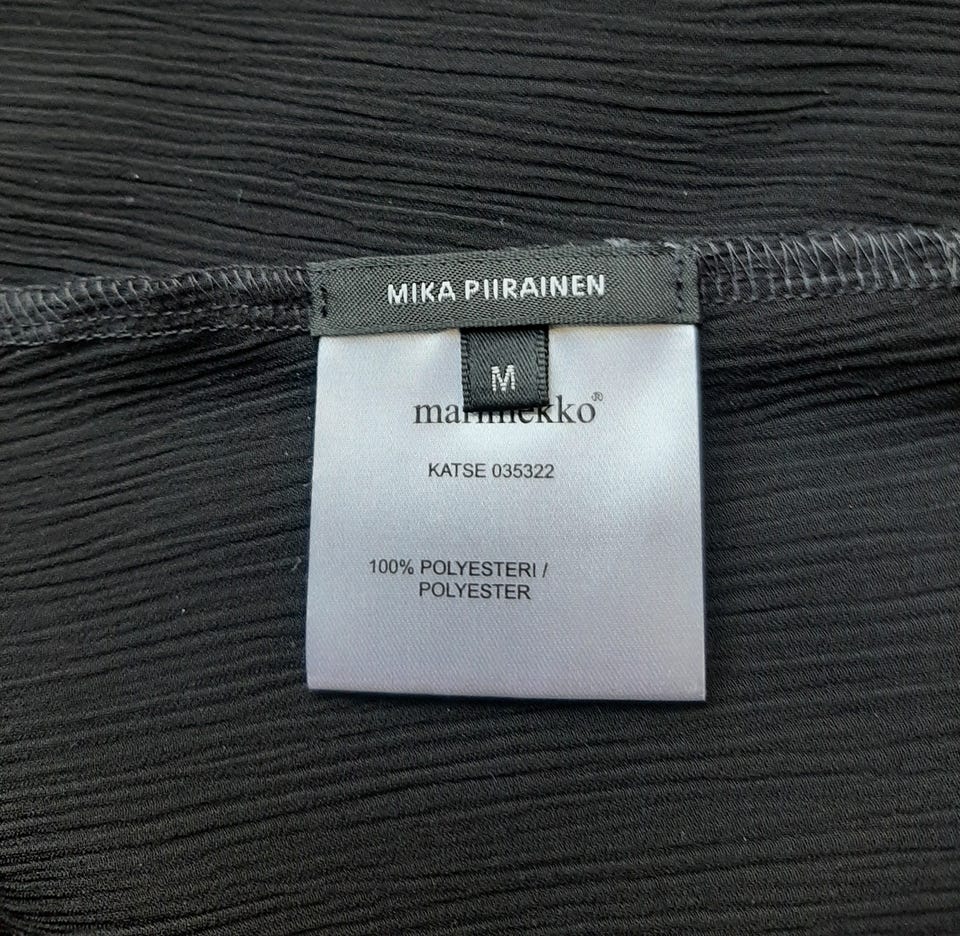 MIKA PIIRAINEN
M
marimekko®
KATSE 035322
100% POLYESTERI /
POLYESTER